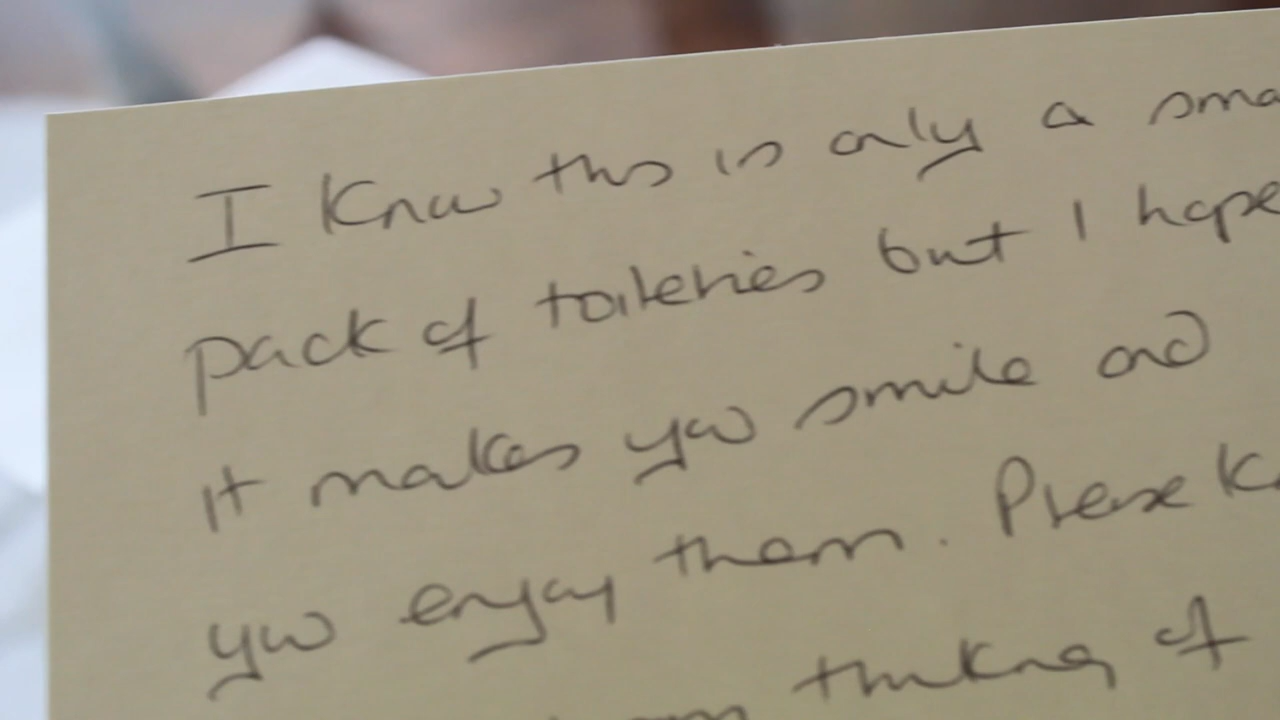 I know this is only a sma
pack of toiletries but I hope
it makes you smile and
you enjoy them. Please K
thinking of